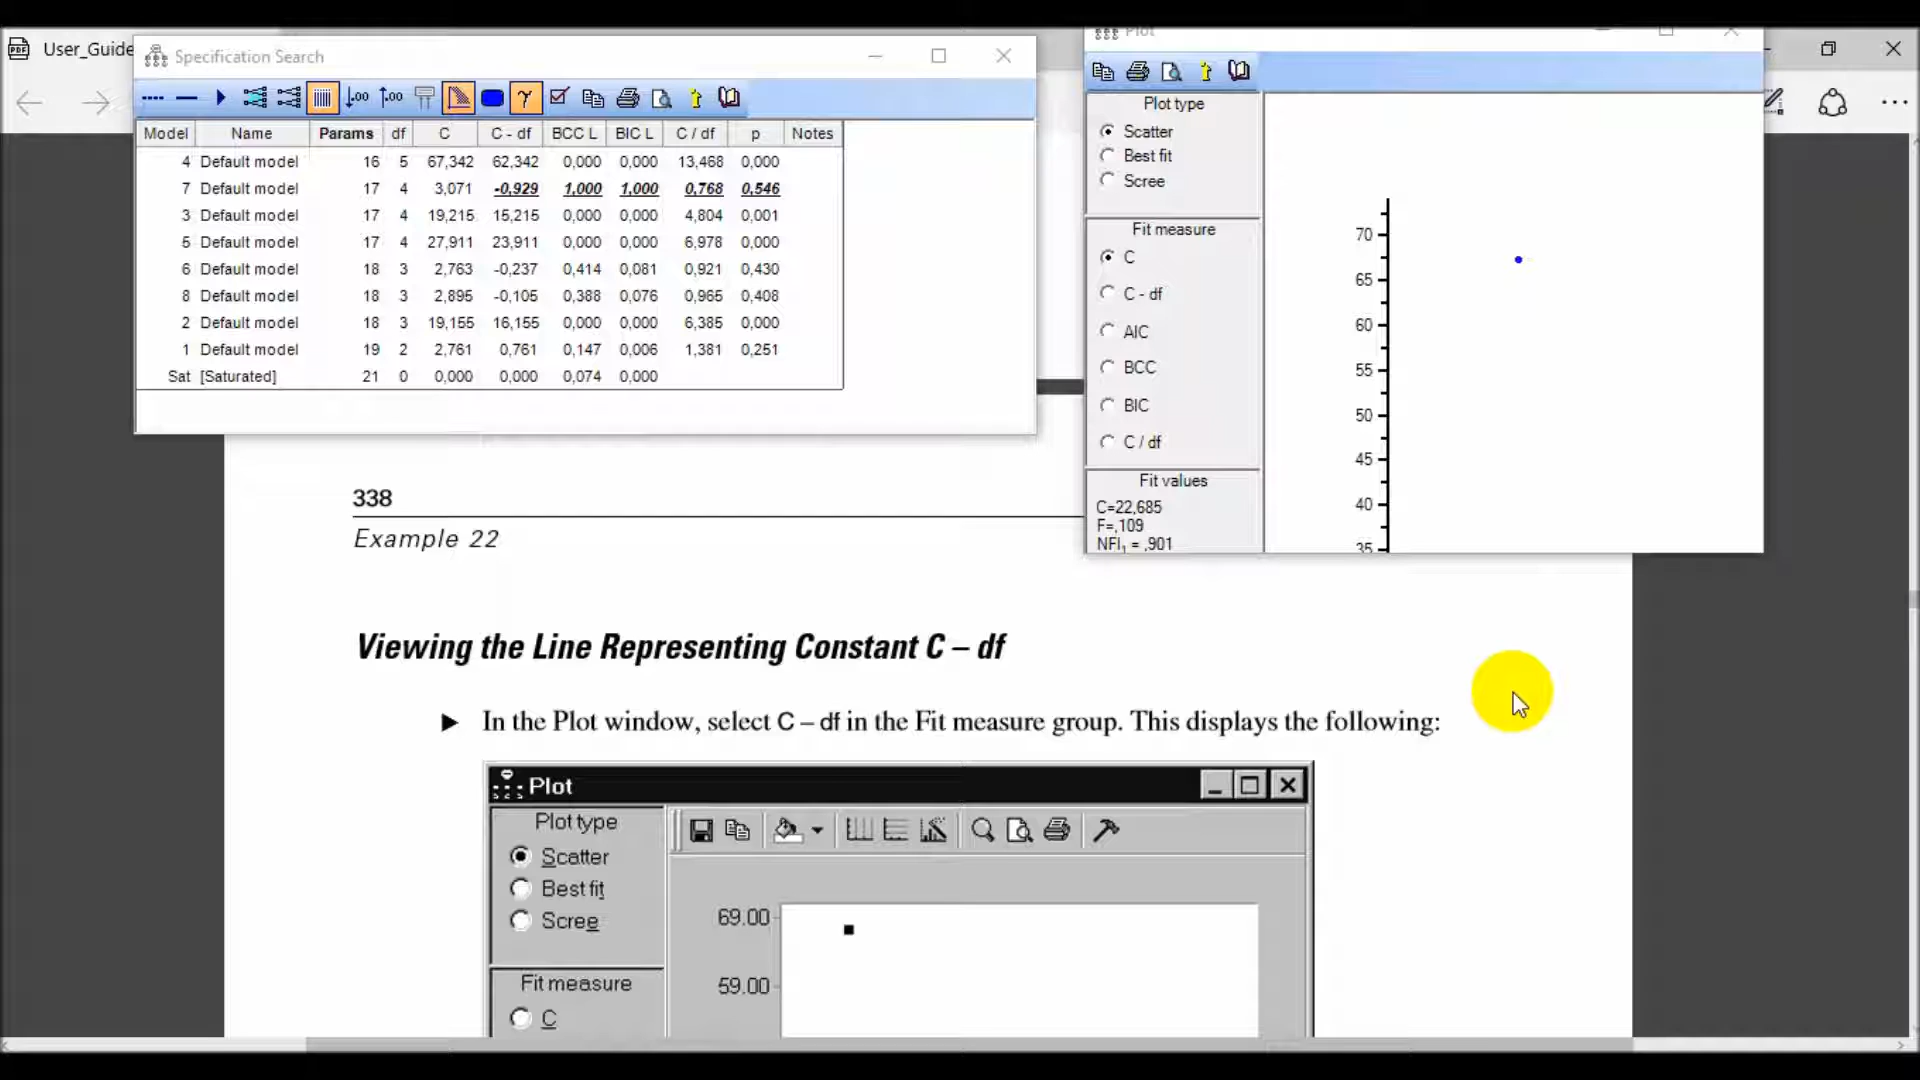 User_Guide
Specification Search
Model Name Params df C C - df BCC L BIC L C / df p Notes
4 Default model 16 5 67,342 62,342 0,000 0,000 13,468 0,000
7 Default model 17 4 3,071 -0,929 1,000 1,000 0,768 0,546
3 Default model 17 4 19,215 15,215 0,000 0,000 4,804 0,001
5 Default model 17 4 27,911 23,911 0,000 0,000 6,978 0,000
6 Default model 18 3 2,763 -0,237 0,414 0,081 0,921 0,430
8 Default model 18 3 2,895 -0,105 0,388 0,076 0,965 0,408
2 Default model 18 3 19,155 16,155 0,000 0,000 6,385 0,000
1 Default model 19 2 2,761 0,761 0,147 0,006 1,381 0,251
Sat [Saturated] 21 0 0,000 0,000 0,074 0,000
Plot
Plot type
Scatter
Best fit
Scree
Fit measure
C
C - df
AIC
BCC
BIC
C / df
Fit values
C=22,685
F=,109
NFI1 = ,901
70
65
60
55
50
45
40
35
338
Example 22
Viewing the Line Representing Constant C – df
In the Plot window, select C – df in the Fit measure group. This displays the following:
Plot
Plot type
Scatter
Best fit
Scree
Fit measure
C
69.00
59.00